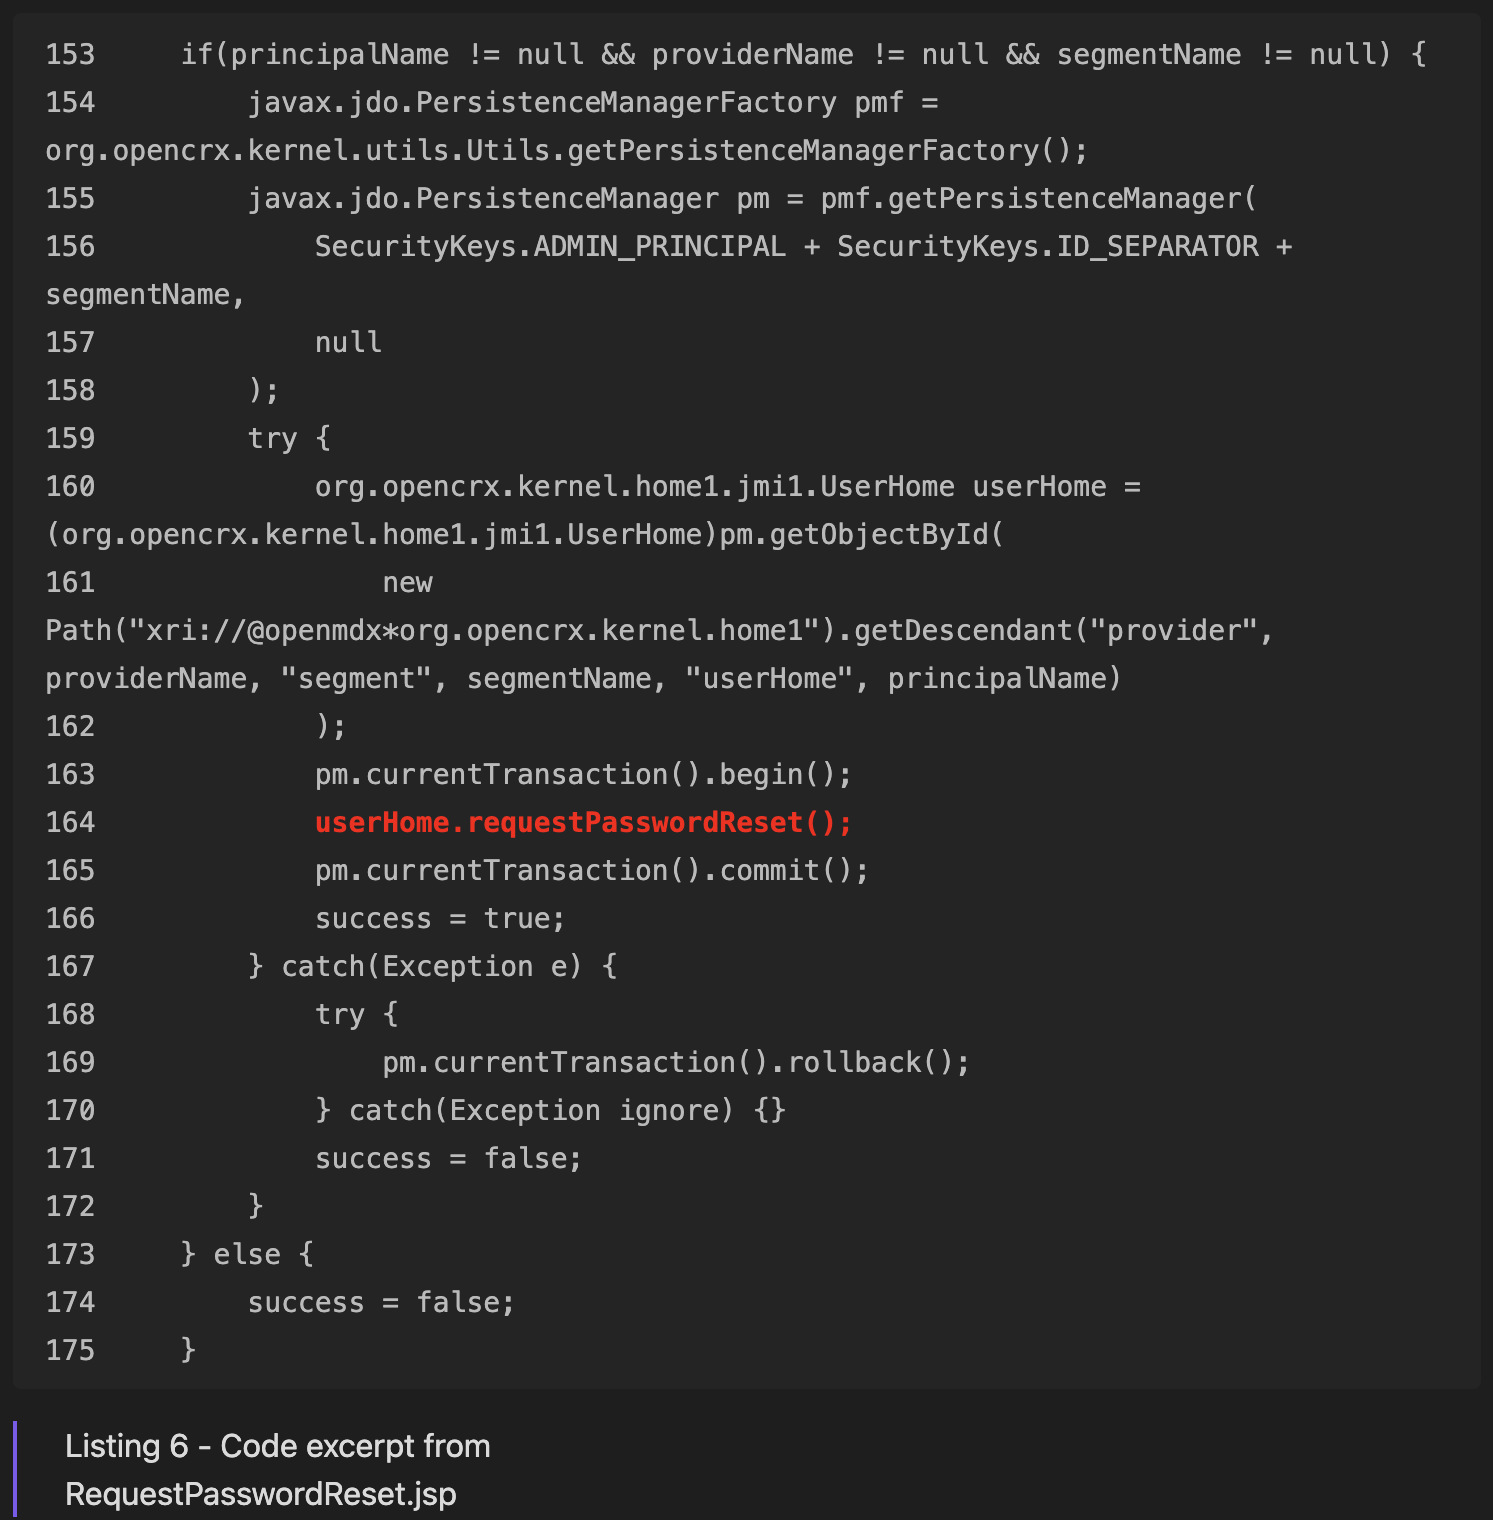 153     if(principalName != null && providerName != null && segmentName != null) {
154         javax.jdo.PersistenceManagerFactory pmf =
org.opencrx.kernel.utils.Utils.getPersistenceManagerFactory();
155         javax.jdo.PersistenceManager pm = pmf.getPersistenceManager(
156             SecurityKeys.ADMIN_PRINCIPAL + SecurityKeys.ID_SEPARATOR +
segmentName,
157             null
158         );
159         try {
160             org.opencrx.kernel.home1.jmi1.UserHome userHome =
(org.opencrx.kernel.home1.jmi1.UserHome)pm.getObjectById(
161                 new
Path("xri://@openmdx*org.opencrx.kernel.home1").getDescendant("provider",
providerName, "segment", segmentName, "userHome", principalName)
162             );
163             pm.currentTransaction().begin();
164             userHome.requestPasswordReset();
165             pm.currentTransaction().commit();
166             success = true;
167         } catch(Exception e) {
168             try {
169                 pm.currentTransaction().rollback();
170             } catch(Exception ignore) {}
171             success = false;
172         }
173     } else {
174         success = false;
175     }
Listing 6 - Code excerpt from
RequestPasswordReset.jsp